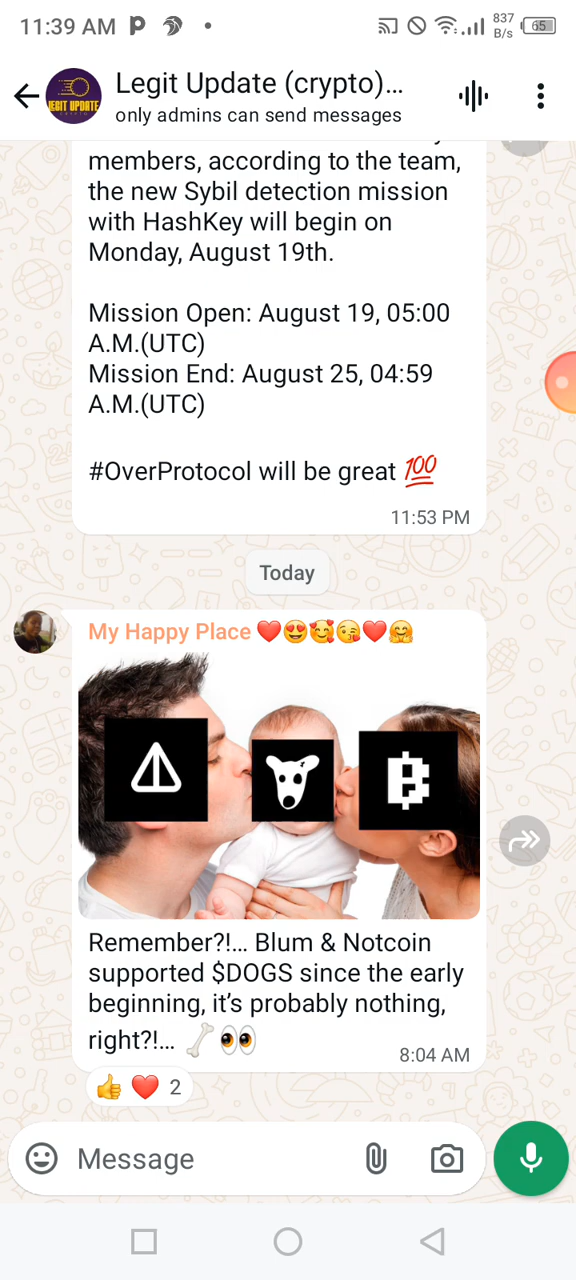 11:39 AM
837
B/s
65
Legit Update (crypto)...
only admins can send messages
LEGIT UPDATE
members, according to the team,
the new Sybil detection mission
with HashKey will begin on
Monday, August 19th.
Mission Open: August 19, 05:00
A.M.(UTC)
Mission End: August 25, 04:59
A.M.(UTC)
#OverProtocol will be great 💯
11:53 PM
Today
My Happy Place ❤️😍🥰😘❤️🤗
Remember?!... Blum & Notcoin
supported $DOGS since the early
beginning, it’s probably nothing,
right?!... 🦴 👀
8:04 AM
👍 ❤️ 2
Message